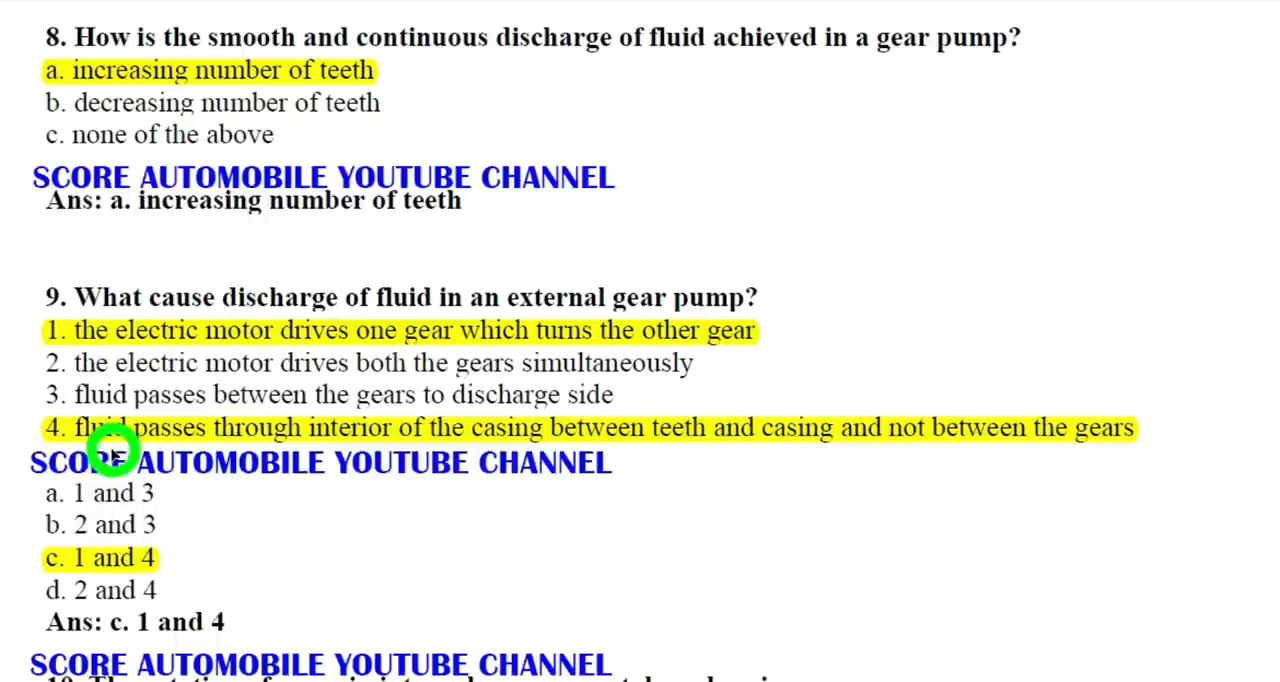 8. How is the smooth and continuous discharge of fluid achieved in a gear pump?
a. increasing number of teeth
b. decreasing number of teeth
c. none of the above
SCORE AUTOMOBILE YOUTUBE CHANNEL
Ans: a. increasing number of teeth
9. What cause discharge of fluid in an external gear pump?
1. the electric motor drives one gear which turns the other gear
2. the electric motor drives both the gears simultaneously
3. fluid passes between the gears to discharge side
4. fluid passes through interior of the casing between teeth and casing and not between the gears
SCORE AUTOMOBILE YOUTUBE CHANNEL
a. 1 and 3
b. 2 and 3
c. 1 and 4
d. 2 and 4
Ans: c. 1 and 4
SCORE AUTOMOBILE YOUTUBE CHANNEL